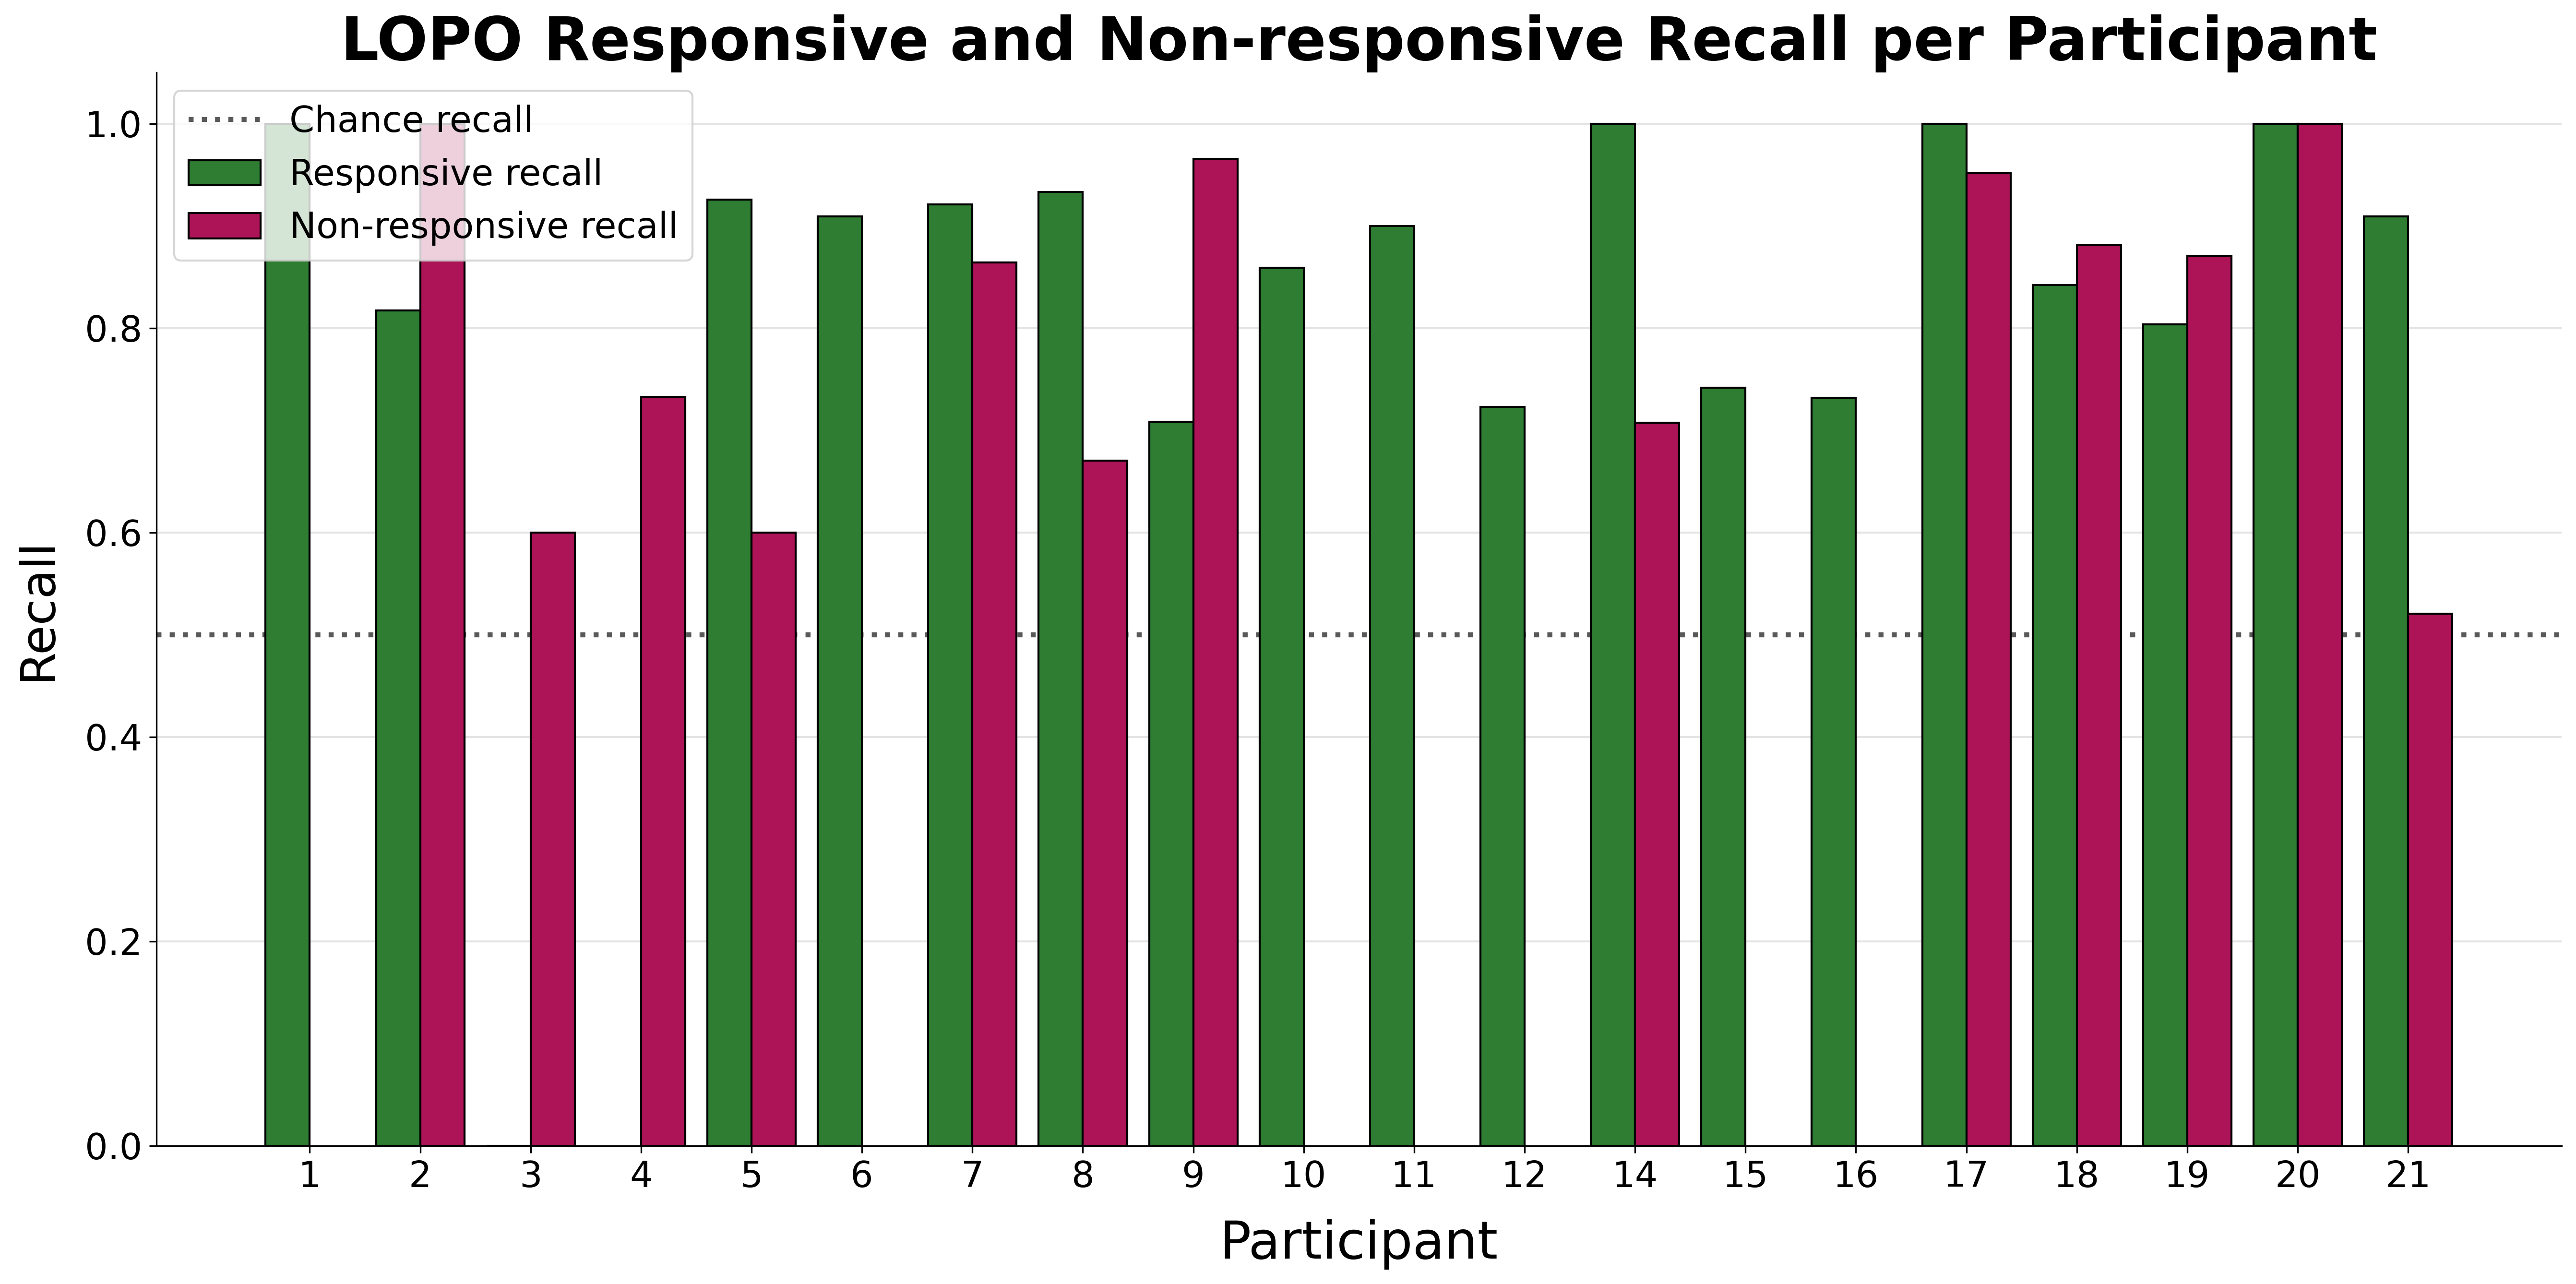 LOPO Responsive and Non-responsive Recall per Participant
Chance recall
Responsive recall
Non-responsive recall
1.0
0.8
0.6
0.4
0.2
0.0
Recall
1 2 3 4 5 6 7 8 9 10 11 12 14 15 16 17 18 19 20 21
Participant